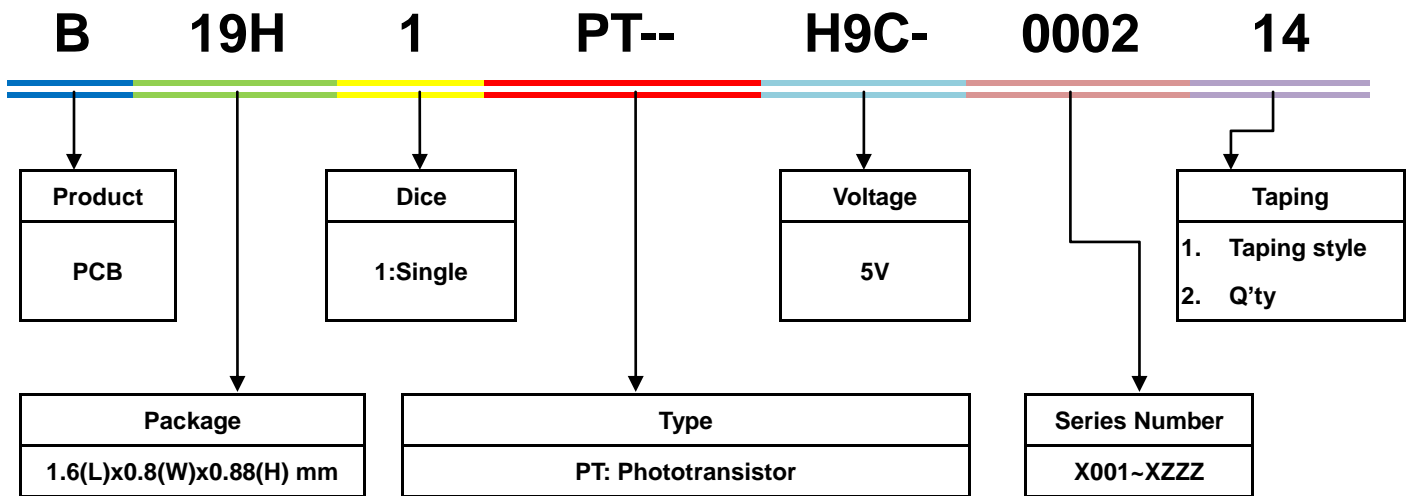 B 19H 1 PT-- H9C- 0002 14
Product
PCB
Dice
1:Single
Voltage
5V
Taping
1. Taping style
2. Q’ty
Package
1.6(L)x0.8(W)x0.88(H) mm
Type
PT: Phototransistor
Series Number
X001~XZZZ